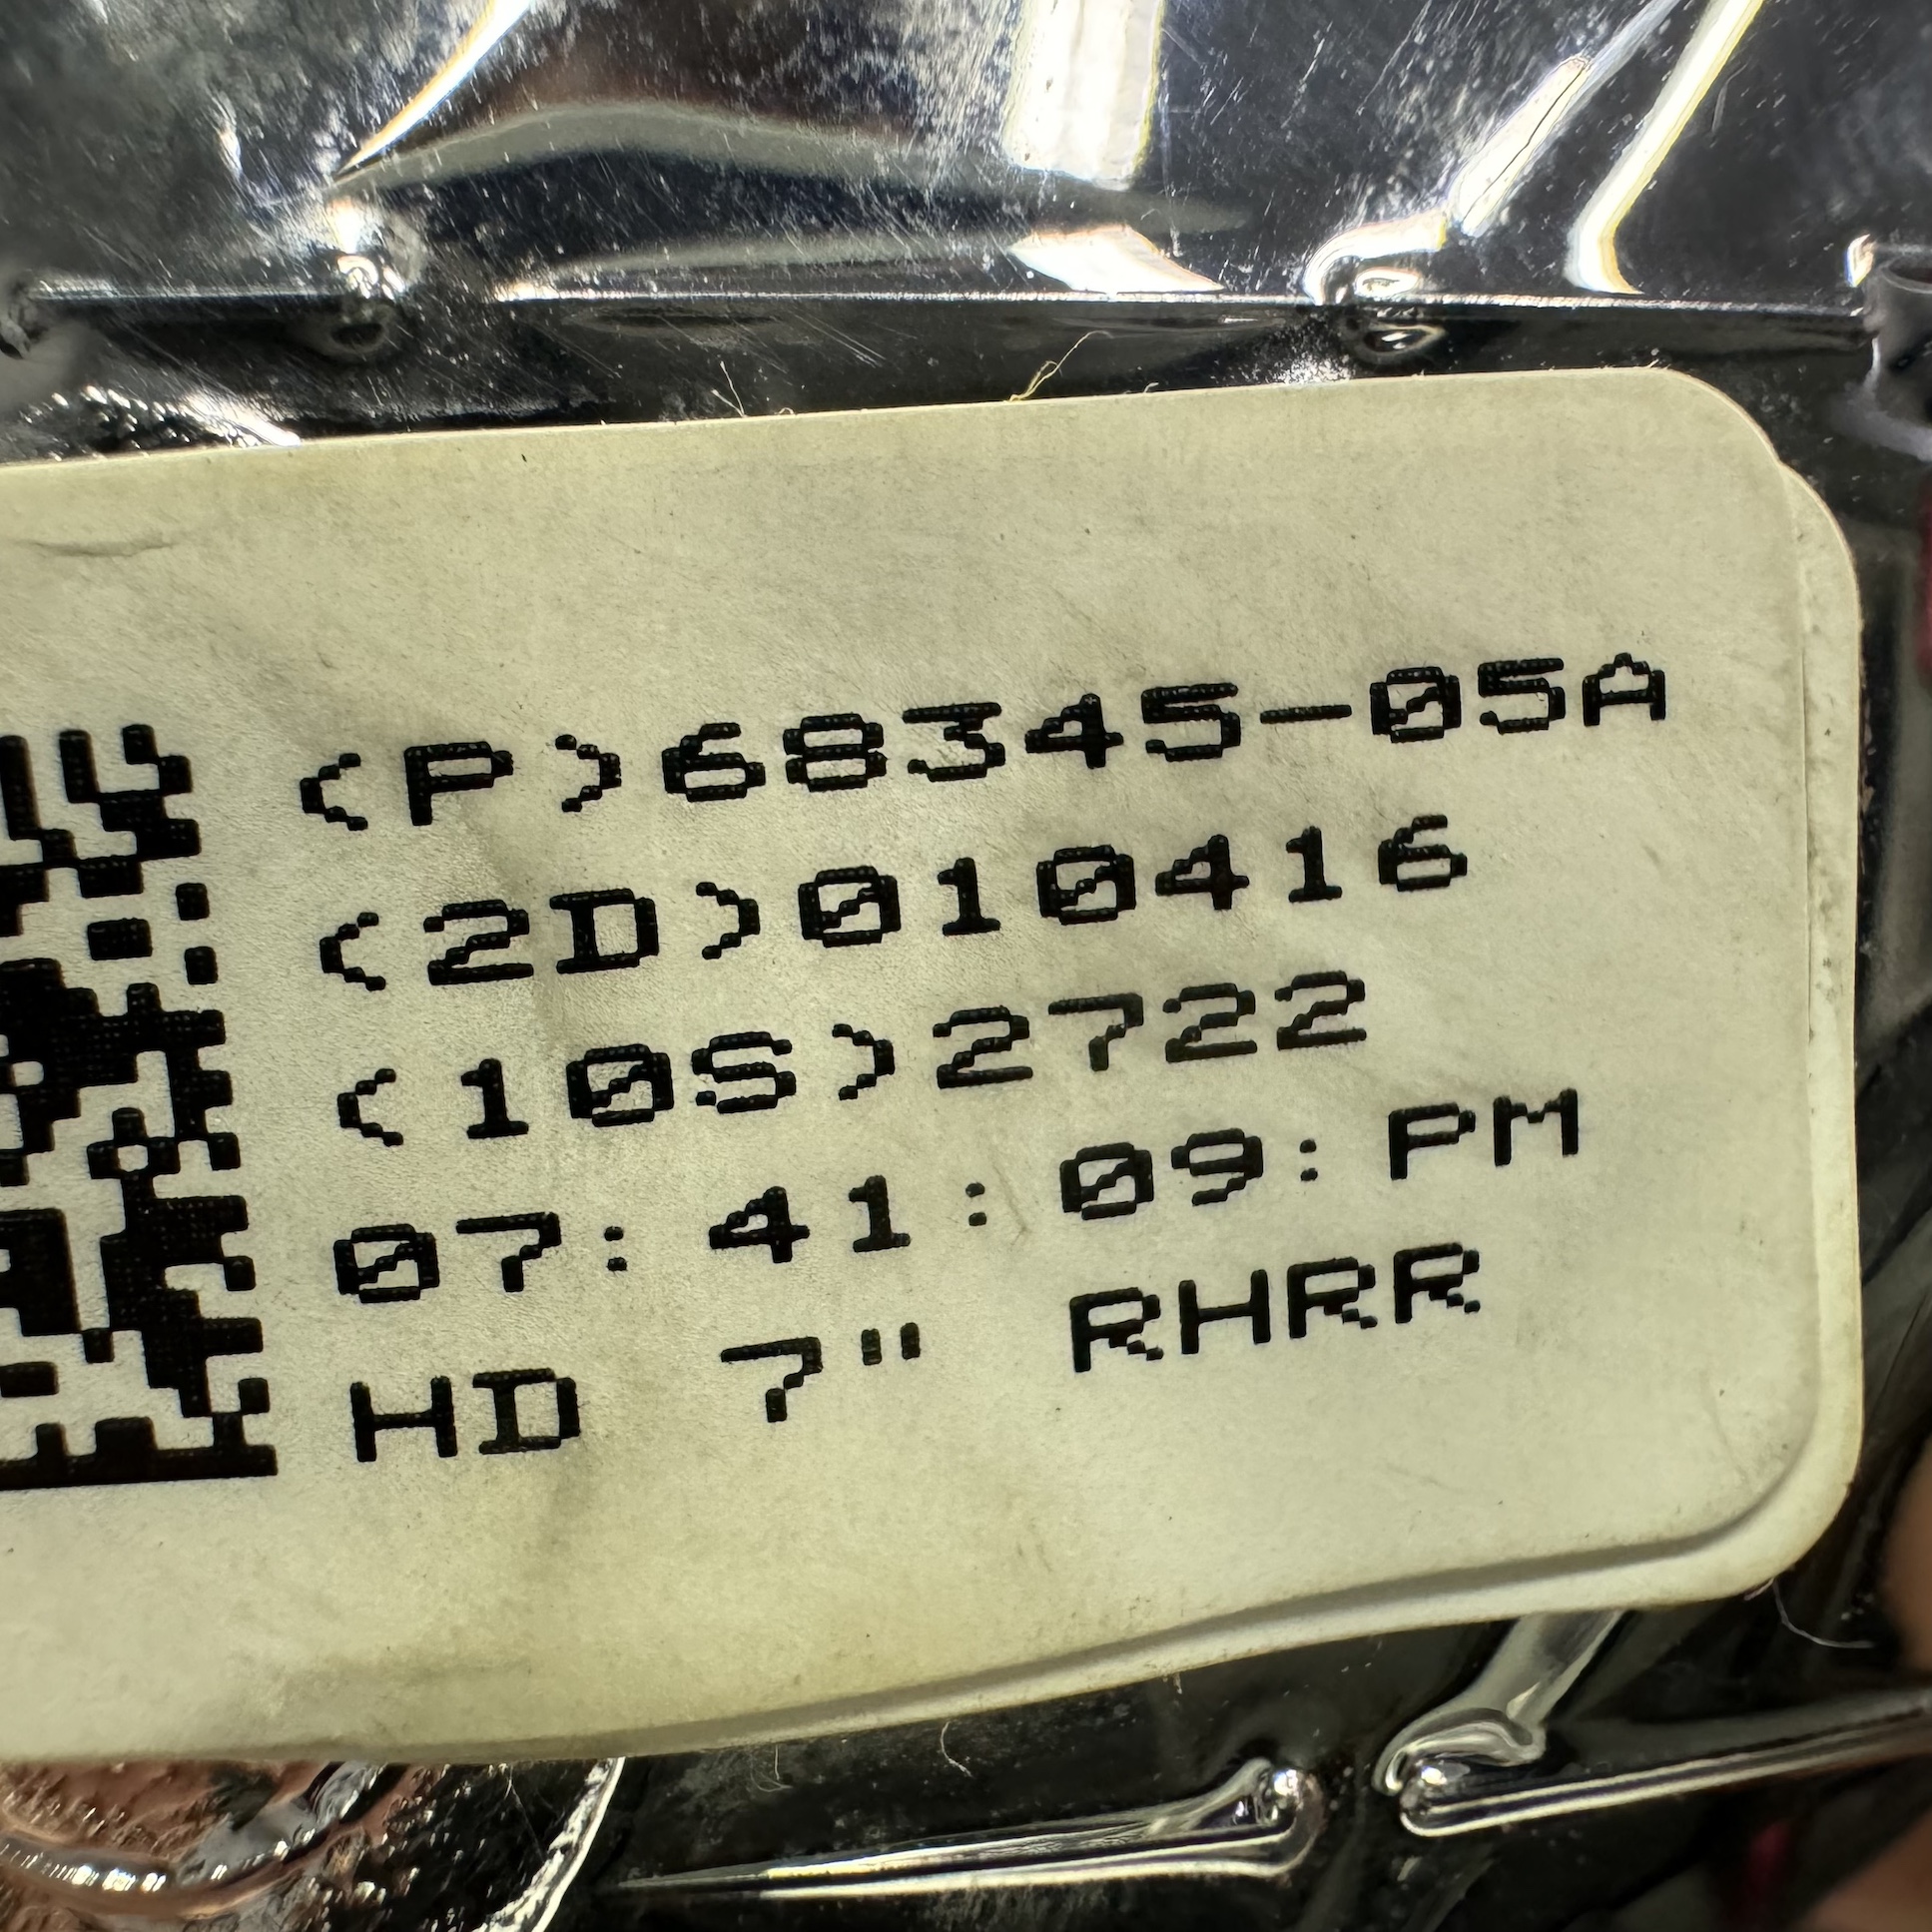 (P)68345-05A
(2D)010416
(10S)2722
07: 41:09:PM
HD 7" RHRR